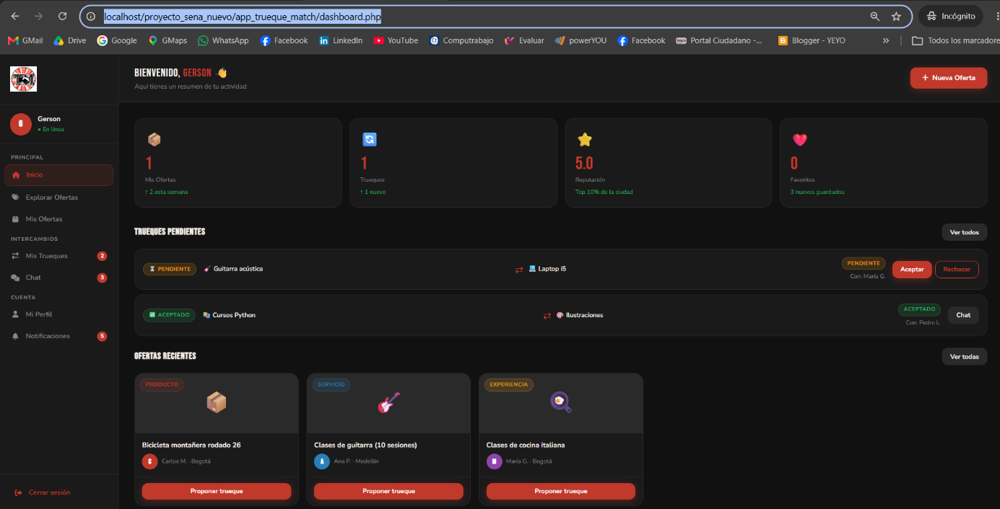 localhost/proyecto_sena_nuevo/app_trueque_match/dashboard.php
Incógnito
GMail
Drive
Google
GMaps
WhatsApp
Facebook
LinkedIn
YouTube
Computrabajo
Evaluar
powerYOU
Facebook
Portal Ciudadano -...
Blogger - YEYO
»
Todos los marcadore
BIENVENIDO, GERSON 👋
Aquí tienes un resumen de tu actividad
+ Nueva Oferta
G
Gerson
● En línea
PRINCIPAL
Inicio
Explorar Ofertas
Mis Ofertas
INTERCAMBIOS
Mis Trueques 2
Chat 3
CUENTA
Mi Perfil
Notificaciones 5
Cerrar sesión
1
Mis Ofertas
↑ 2 esta semana
1
Trueques
↑ 1 nuevo
5.0
Reputación
Top 10% de la ciudad
0
Favoritos
3 nuevos guardados
TRUEQUES PENDIENTES
Ver todos
⏳ PENDIENTE 🎸 Guitarra acústica ⇄ 💻 Laptop i5
PENDIENTE
Con: María G.
Aceptar
Rechazar
✅ ACEPTADO 📚 Cursos Python ⇄ 🎨 Ilustraciones
ACEPTADO
Con: Pedro L.
Chat
OFERTAS RECIENTES
Ver todas
PRODUCTO
Bicicleta montañera rodado 26
C Carlos M. · Bogotá
Proponer trueque
SERVICIO
Clases de guitarra (10 sesiones)
A Ana P. · Medellín
Proponer trueque
EXPERIENCIA
Clases de cocina italiana
M María G. · Bogotá
Proponer trueque